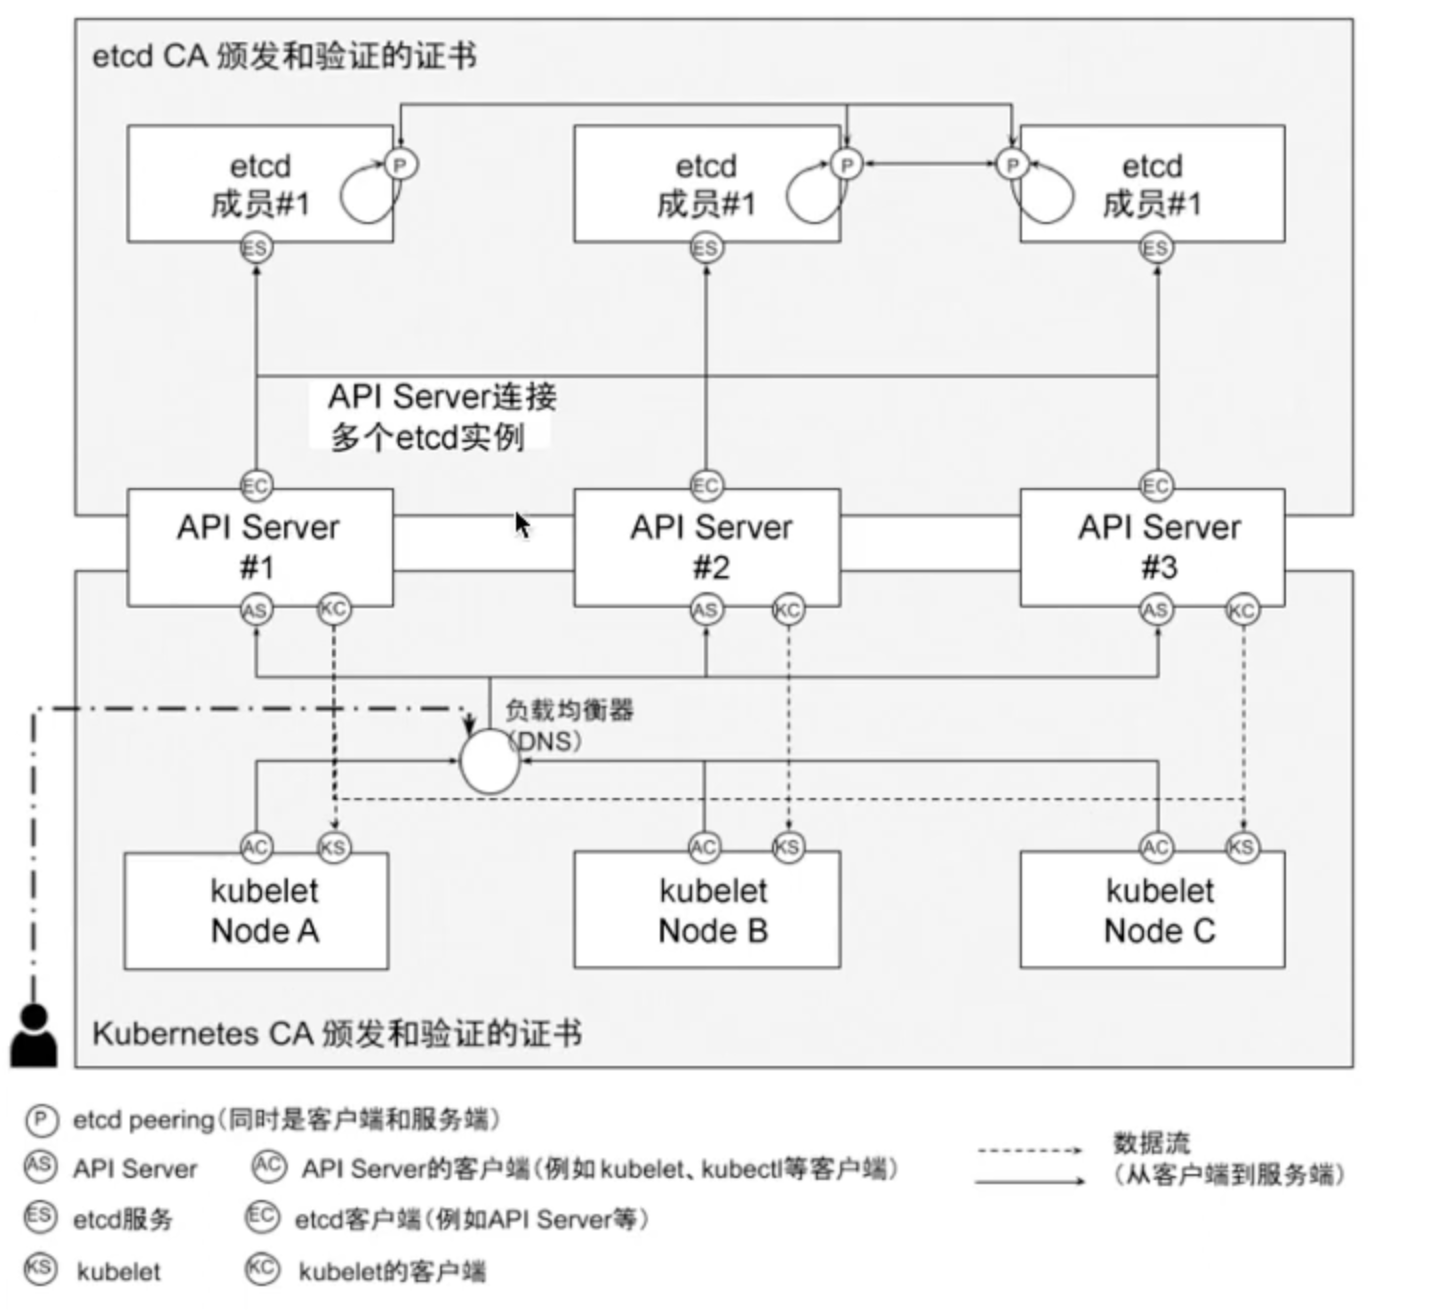 etcd CA 颁发和验证的证书
etcd
成员#1
P
etcd
成员#1
P
P
etcd
成员#1
ES
ES
ES
API Server连接
多个etcd实例
EC
EC
EC
API Server
#1
API Server
#2
API Server
#3
AS
KC
AS
KC
AS
KC
负载均衡器
（DNS）
AC
KS
AC
KS
AC
KS
kubelet
Node A
kubelet
Node B
kubelet
Node C
Kubernetes CA 颁发和验证的证书
P etcd peering（同时是客户端和服务端）
AS API Server
AC API Server的客户端（例如 kubelet、kubectl等客户端）
ES etcd服务
EC etcd客户端（例如API Server等）
KS kubelet
KC kubelet的客户端
数据流
（从客户端到服务端）